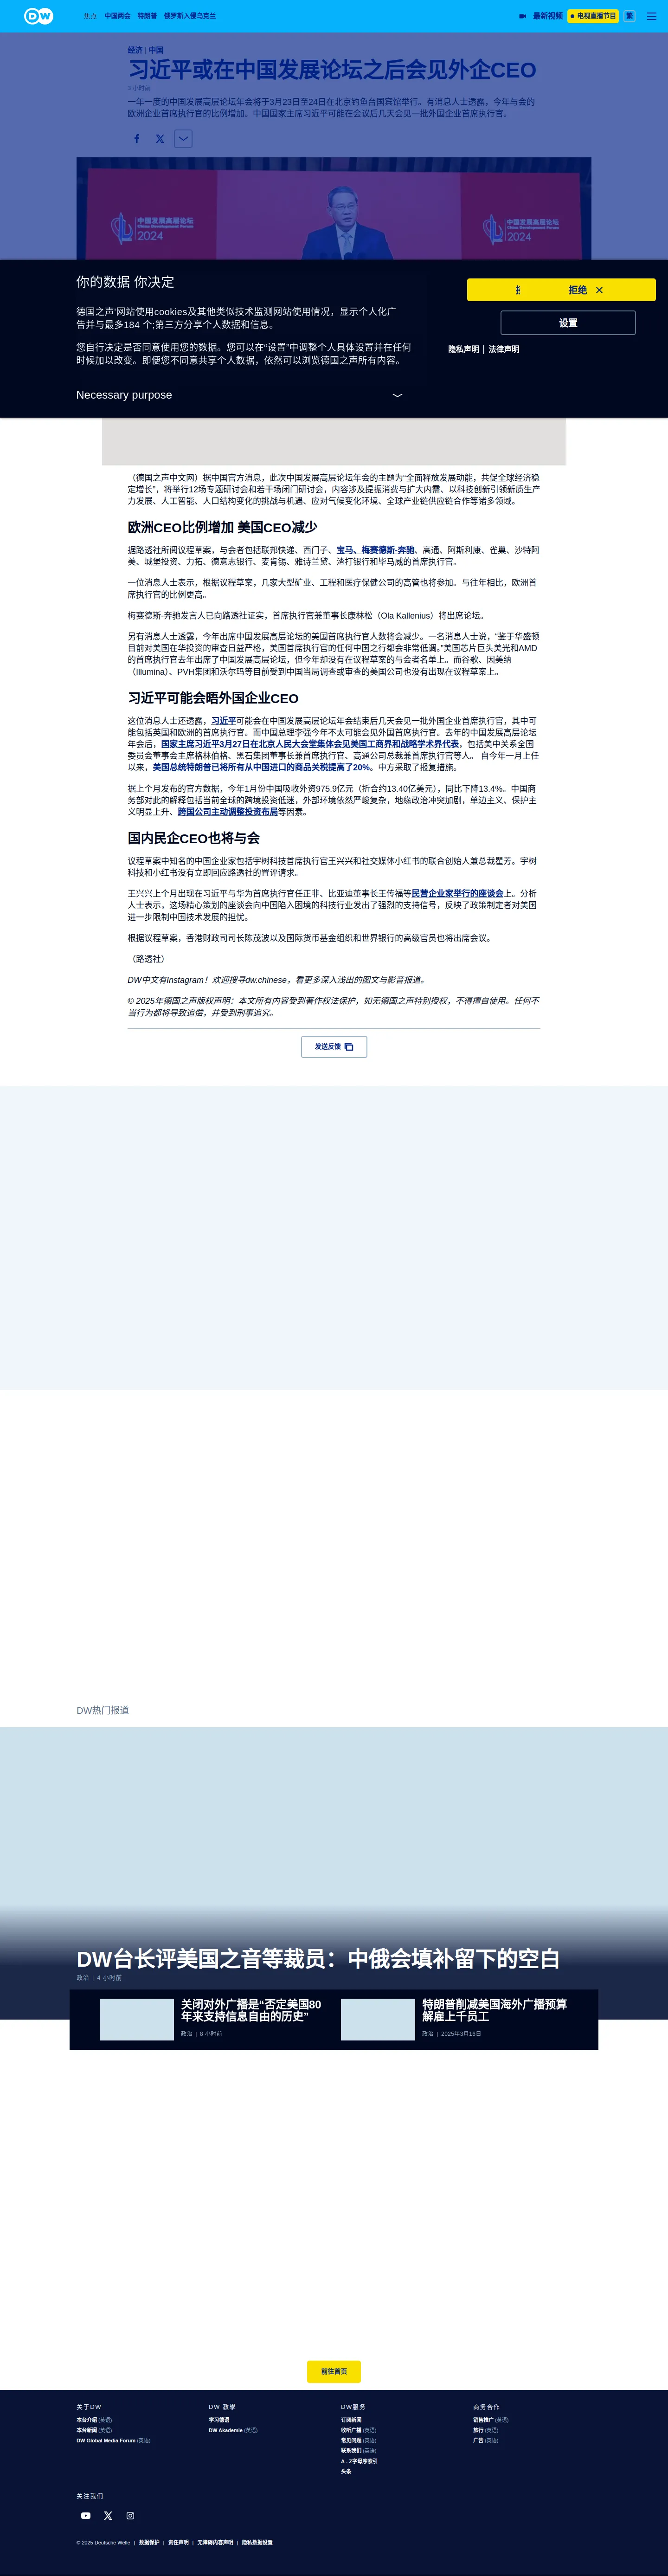 DW
焦点 中国两会 特朗普 俄罗斯入侵乌克兰
最新视频 电视直播节目 繁
经济 | 中国
习近平或在中国发展论坛之后会见外企CEO
一年一度的中国发展高层论坛年会将于3月23日至24日在北京钓鱼台国宾馆举行。有消息人士透露，今年与会的
欧洲企业首席执行官的比例增加。中国国家主席习近平可能在会议后几天会见一批外国企业首席执行官。
中国发展高层论坛
China Development Forum
2024
中国发展高层论坛
China Development Forum
2024
你的数据 你决定
拒绝
德国之声'网站使用cookies及其他类似技术监测网站使用情况，显示个人化广
告并与最多184 个;第三方分享个人数据和信息。
设置
您自行决定是否同意使用您的数据。您可以在“设置”中调整个人具体设置并在任何
时候加以改变。即便您不同意共享个人数据，依然可以浏览德国之声所有内容。
隐私声明 | 法律声明
Necessary purpose
（德国之声中文网）据中国官方消息，此次中国发展高层论坛年会的主题为“全面释放发展动能，共促全球经济稳
定增长”，将举行12场专题研讨会和若干场闭门研讨会，内容涉及提振消费与扩大内需、以科技创新引领新质生产
力发展、人工智能、人口结构变化的挑战与机遇、应对气候变化环境、全球产业链供应链合作等诸多领域。
欧洲CEO比例增加 美国CEO减少
据路透社所阅议程草案，与会者包括联邦快递、西门子、宝马、梅赛德斯-奔驰、高通、阿斯利康、雀巢、沙特阿
美、城堡投资、力拓、德意志银行、麦肯锡、雅诗兰黛、渣打银行和毕马威的首席执行官。
一位消息人士表示，根据议程草案，几家大型矿业、工程和医疗保健公司的高管也将参加。与往年相比，欧洲首
席执行官的比例更高。
梅赛德斯-奔驰发言人已向路透社证实，首席执行官兼董事长康林松（Ola Kallenius）将出席论坛。
另有消息人士透露，今年出席中国发展高层论坛的美国首席执行官人数将会减少。一名消息人士说，“鉴于华盛顿
目前对美国在华投资的审查日益严格，美国首席执行官的任何中国之行都会非常低调。”美国芯片巨头美光和AMD
的首席执行官去年出席了中国发展高层论坛，但今年却没有在议程草案的与会者名单上。而谷歌、因美纳
（Illumina）、PVH集团和沃尔玛等目前受到中国当局调查或审查的美国公司也没有出现在议程草案上。
习近平可能会晤外国企业CEO
这位消息人士还透露，习近平可能会在中国发展高层论坛年会结束后几天会见一批外国企业首席执行官，其中可
能包括英国和欧洲的首席执行官。而中国总理李强今年不太可能会见外国首席执行官。去年的中国发展高层论坛
年会后，国家主席习近平3月27日在北京人民大会堂集体会见美国工商界和战略学术界代表，包括美中关系全国
委员会董事会主席格林伯格、黑石集团董事长兼首席执行官、高通公司总裁兼首席执行官等人。 自今年一月上任
以来，美国总统特朗普已将所有从中国进口的商品关税提高了20%。中方采取了报复措施。
据上个月发布的官方数据，今年1月份中国吸收外资975.9亿元（折合约13.40亿美元），同比下降13.4%。中国商
务部对此的解释包括当前全球的跨境投资低迷，外部环境依然严峻复杂，地缘政治冲突加剧，单边主义、保护主
义明显上升、跨国公司主动调整投资布局等因素。
国内民企CEO也将与会
议程草案中知名的中国企业家包括宇树科技首席执行官王兴兴和社交媒体小红书的联合创始人兼总裁瞿芳。宇树
科技和小红书没有立即回应路透社的置评请求。
王兴兴上个月出现在习近平与华为首席执行官任正非、比亚迪董事长王传福等民营企业家举行的座谈会上。分析
人士表示，这场精心策划的座谈会向中国陷入困境的科技行业发出了强烈的支持信号，反映了政策制定者对美国
进一步限制中国技术发展的担忧。
根据议程草案，香港财政司司长陈茂波以及国际货币基金组织和世界银行的高级官员也将出席会议。
（路透社）
DW中文有Instagram！欢迎搜寻dw.chinese，看更多深入浅出的图文与影音报道。
© 2025年德国之声版权声明：本文所有内容受到著作权法保护，如无德国之声特别授权，不得擅自使用。任何不
当行为都将导致追偿，并受到刑事追究。
发送反馈
DW热门报道
DW台长评美国之音等裁员：中俄会填补留下的空白
政治 | 4 小时前
关闭对外广播是“否定美国80
年来支持信息自由的历史”
政治 | 8 小时前
特朗普削减美国海外广播预算
解雇上千员工
政治 | 2025年3月16日
前往首页
关于DW
本台介绍 (英语)
本台新闻 (英语)
DW Global Media Forum (英语)
DW 教學
学习德语
DW Akademie (英语)
DW服务
订阅新闻
收听广播 (英语)
常见问题 (英语)
联系我们 (英语)
A - Z字母序索引
头条
商务合作
销售推广 (英语)
旅行 (英语)
广告 (英语)
关注我们
© 2025 Deutsche Welle | 数据保护 | 责任声明 | 无障碍内容声明 | 隐私数据设置